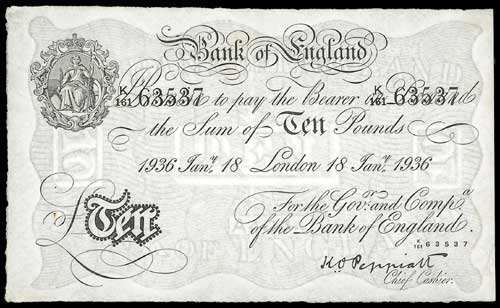 Bank of England
K/161 63537 Promise to pay the Bearer on Demand K/161 63537
the Sum of Ten Pounds
1936 Jany. 18 London 18 Jany. 1936
For the Govr. and Compa.
of the Bank of England.
K/161 63537
£Ten
K O Peppiatt
Chief Cashier.